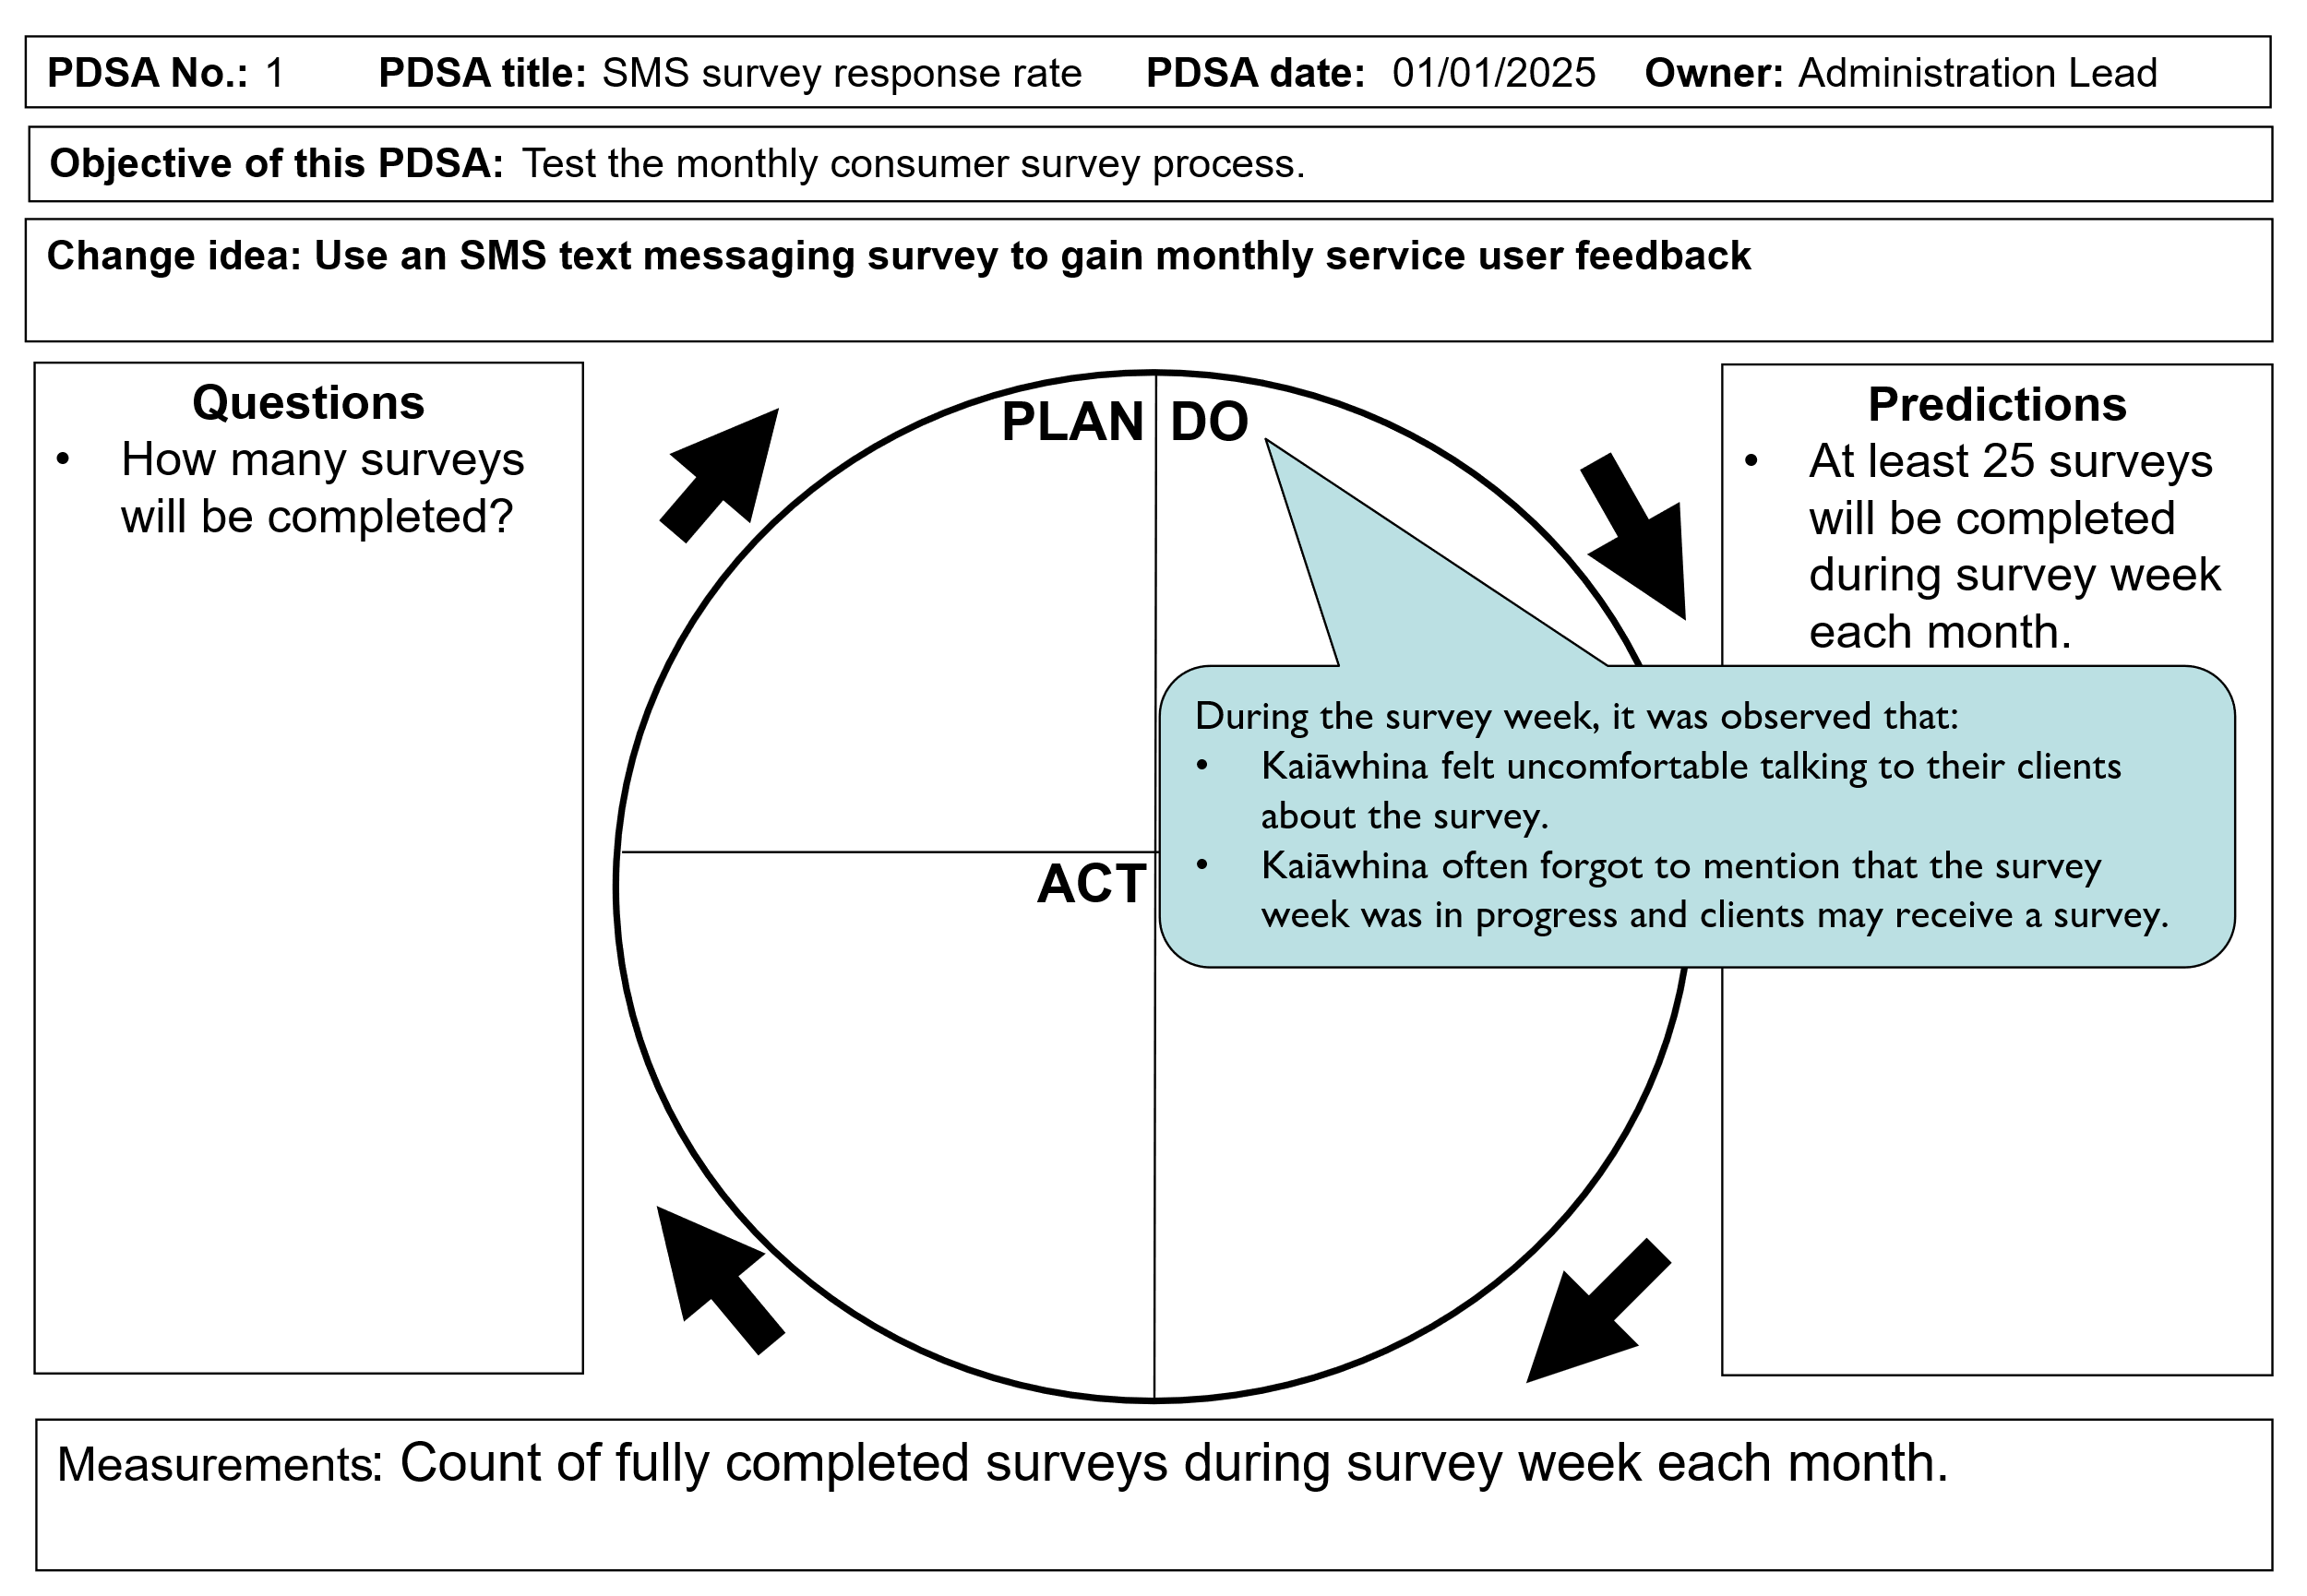 PDSA No.: 1 PDSA title: SMS survey response rate PDSA date: 01/01/2025 Owner: Administration Lead
Objective of this PDSA: Test the monthly consumer survey process.
Change idea: Use an SMS text messaging survey to gain monthly service user feedback
Questions
• How many surveys
will be completed?
PLAN
DO
ACT
Predictions
• At least 25 surveys
will be completed
during survey week
each month.
During the survey week, it was observed that:
• Kaiāwhina felt uncomfortable talking to their clients
about the survey.
• Kaiāwhina often forgot to mention that the survey
week was in progress and clients may receive a survey.
Measurements: Count of fully completed surveys during survey week each month.